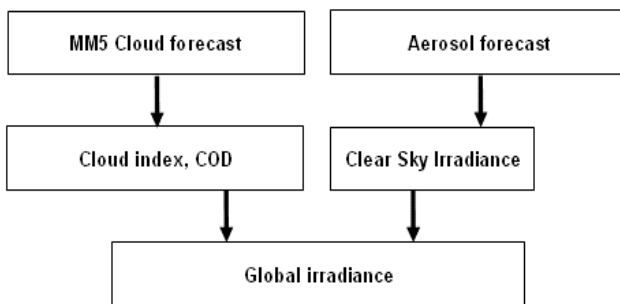 MM5 Cloud forecast
Aerosol forecast
Cloud index, COD
Clear Sky Irradiance
Global irradiance